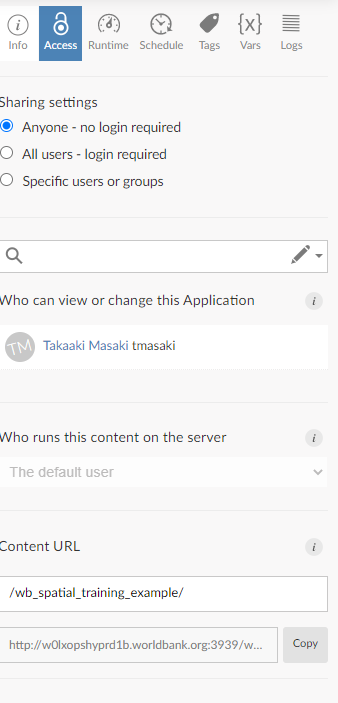 Info Access Runtime Schedule Tags Vars Logs
Sharing settings
Anyone - no login required
All users - login required
Specific users or groups
Who can view or change this Application
TM Takaaki Masaki tmasaki
Who runs this content on the server
The default user
Content URL
/wb_spatial_training_example/
http://w0lxopshyprd1b.worldbank.org:3939/w... Copy